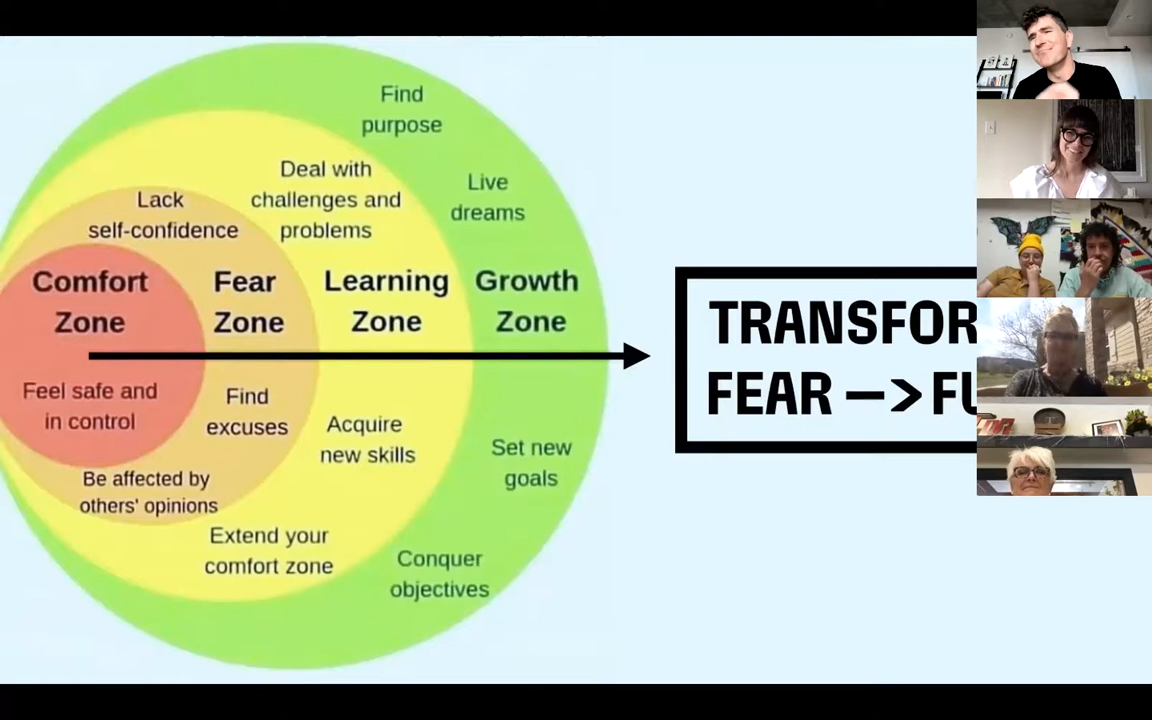 Find
purpose
Deal with
challenges and
problems
Live
dreams
Lack
self-confidence
Comfort
Zone
Fear
Zone
Learning
Zone
Growth
Zone
Feel safe and
in control
Find
excuses
Acquire
new skills
Set new
goals
Be affected by
others' opinions
Extend your
comfort zone
Conquer
objectives
TRANSFOR
FEAR —> FU